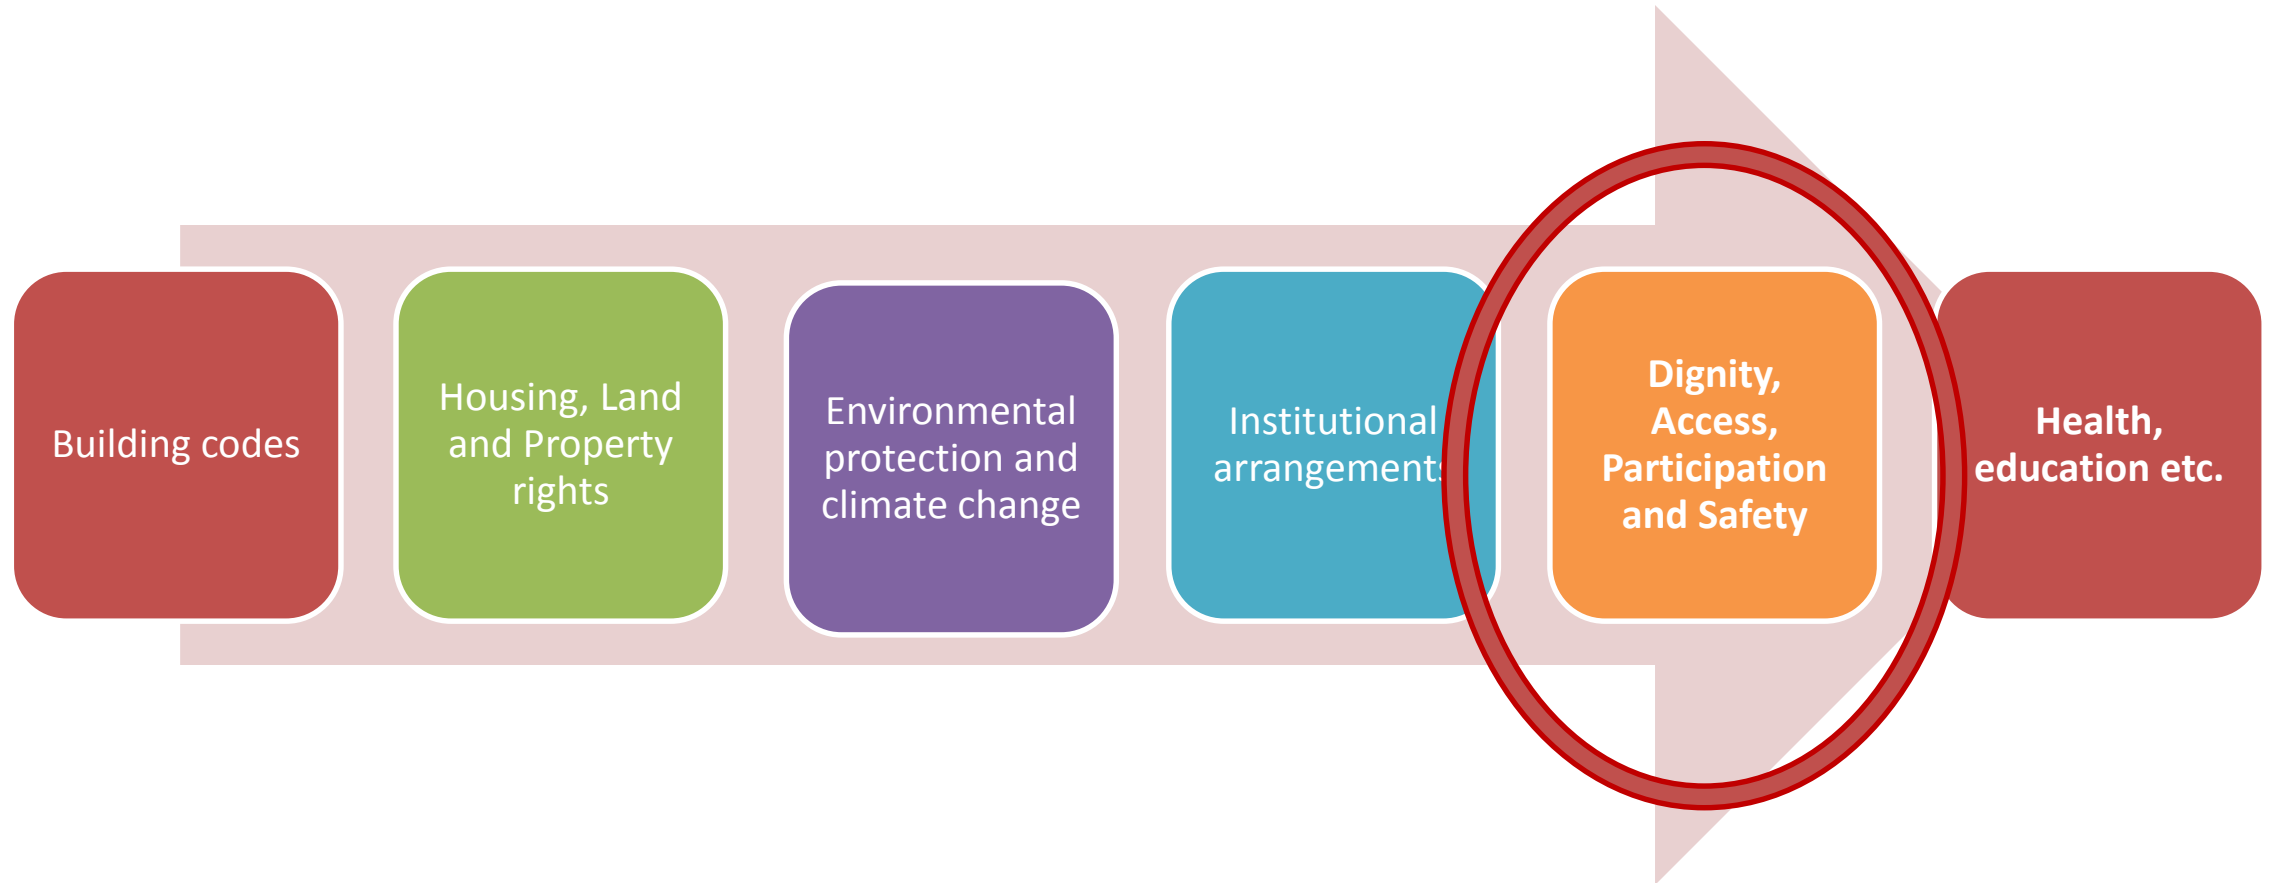 Building codes
Housing, Land
and Property
rights
Environmental
protection and
climate change
Institutional
arrangements
Dignity,
Access,
Participation
and Safety
Health,
education etc.